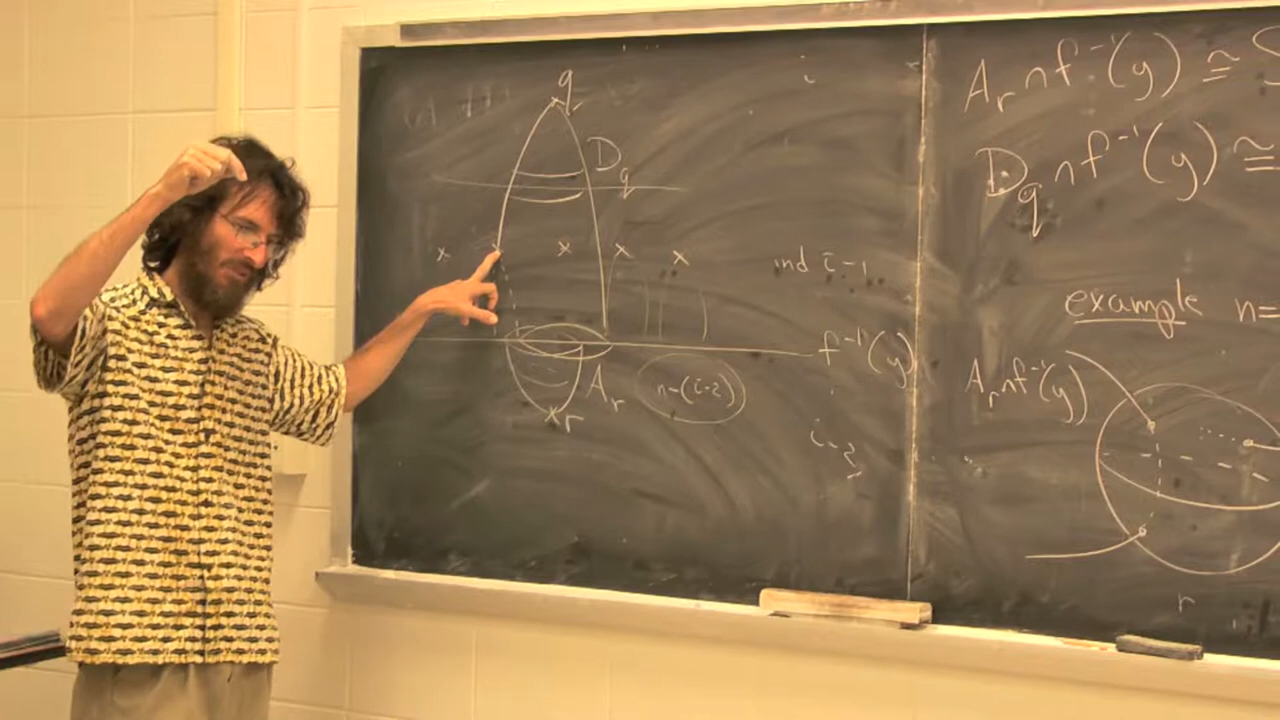 q
i
D_q
x x x x
ind i-1
f⁻¹(y)
A_r
n-(i-2)
r
i-2
A_r ∩ f⁻¹(y) ≅ S
D_q ∩ f⁻¹(y) ≅
example n=
A_r ∩ f⁻¹(y)
r